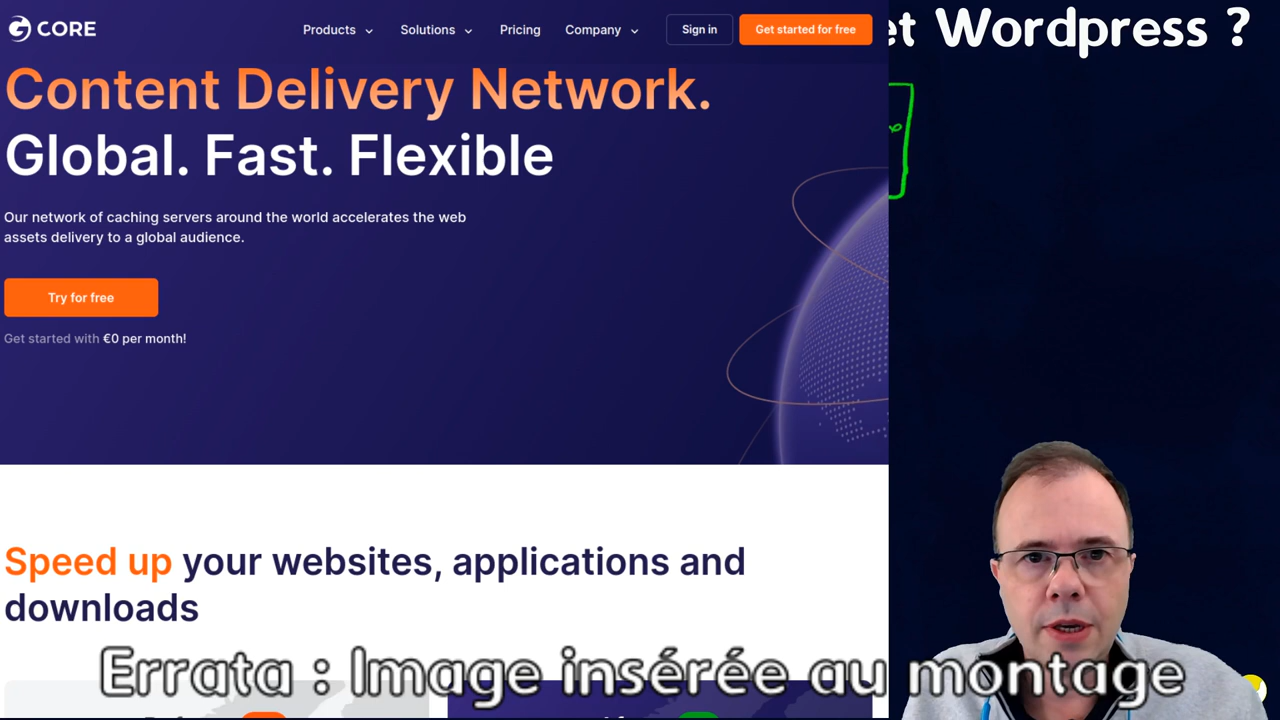 G CORE
Products
Solutions
Pricing
Company
Sign in
Get started for free
et Wordpress ?
Content Delivery Network.
Global. Fast. Flexible
Our network of caching servers around the world accelerates the web
assets delivery to a global audience.
Try for free
Get started with €0 per month!
Speed up your websites, applications and
downloads
Errata : Image insérée au montage